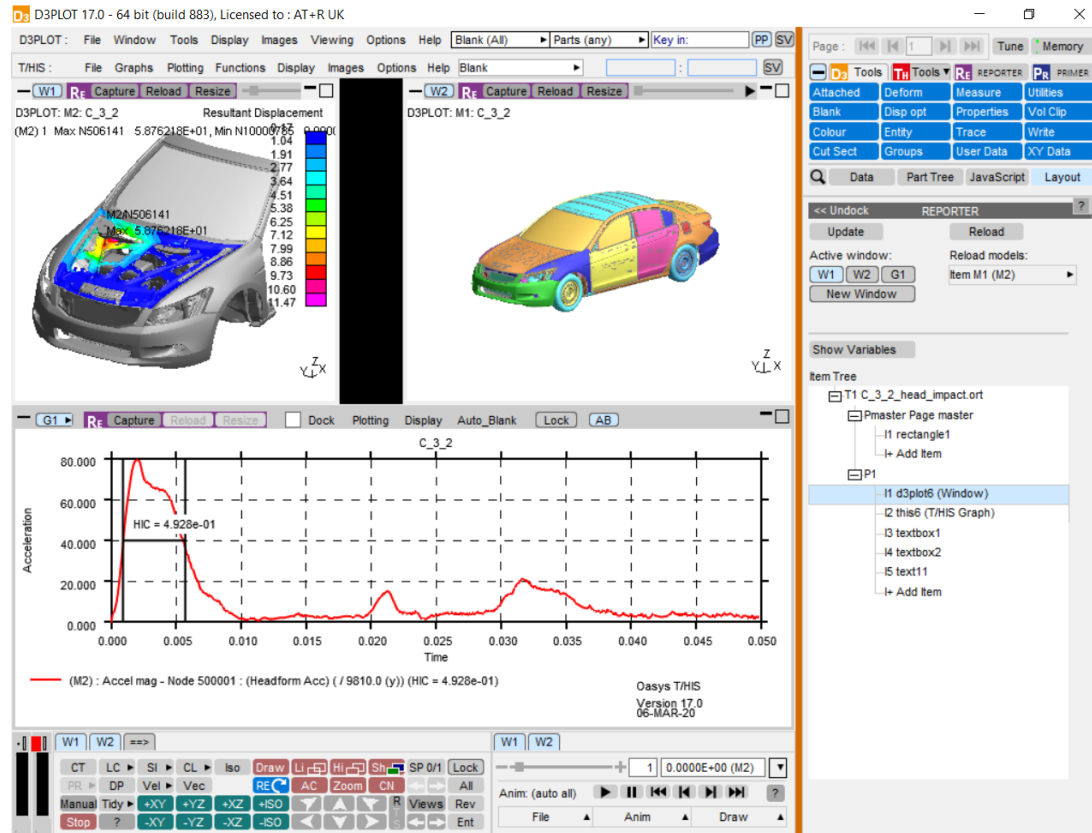 D3 D3PLOT 17.0 - 64 bit (build 883), Licensed to : AT+R UK
D3PLOT : File Window Tools Display Images Viewing Options Help Blank (All) Parts (any) Key in: PP SV
T/HIS : File Graphs Plotting Functions Display Images Options Help Blank : SV
W1 RE Capture Reload Resize
D3PLOT: M2: C_3_2 Resultant Displacement
(M2) 1 Max N506141 5.876218E+01, Min N10000785 0.000
0.17
1.04
1.91
2.77
3.64
4.51
5.38
6.25
7.12
7.99
8.86
9.73
10.60
11.47
M2/N506141
Max 5.876218E+01
Z
Y X
W2 RE Capture Reload Resize
D3PLOT: M1: C_3_2
Z
Y X
G1 RE Capture Reload Resize Dock Plotting Display Auto_Blank Lock AB
C_3_2
Acceleration
80.000
60.000
40.000
20.000
0.000
HIC = 4.928e-01
0.000 0.005 0.010 0.015 0.020 0.025 0.030 0.035 0.040 0.045 0.050
Time
(M2) : Accel mag - Node 500001 : (Headform Acc) ( / 9810.0 (y)) (HIC = 4.928e-01)
Oasys T/HIS
Version 17.0
06-MAR-20
W1 W2 ==>
CT LC SI CL Iso Draw Li Hi Sh SP 0/1 Lock
PR DP Vel Vec RE AC Zoom CN All
Manual Tidy +XY +YZ +XZ +ISO Views Rev
Stop ? -XY -YZ -XZ -ISO Ent
R
T
S
W1 W2
1 0.0000E+00 (M2)
Anim: (auto all) ?
File Anim Draw
Page : 1 Tune Memory
D3 Tools TH Tools RE REPORTER PR PRIMER
Attached Deform Measure Utilities
Blank Disp opt Properties Vol Clip
Colour Entity Trace Write
Cut Sect Groups User Data XY Data
Data Part Tree JavaScript Layout
<< Undock REPORTER ?
Update Reload
Active window: Reload models:
W1 W2 G1 Item M1 (M2)
New Window
Show Variables
Item Tree
T1 C_3_2_head_impact.ort
Pmaster Page master
I1 rectangle1
I+ Add Item
P1
I1 d3plot6 (Window)
I2 this6 (T/HIS Graph)
I3 textbox1
I4 textbox2
I5 text11
I+ Add Item